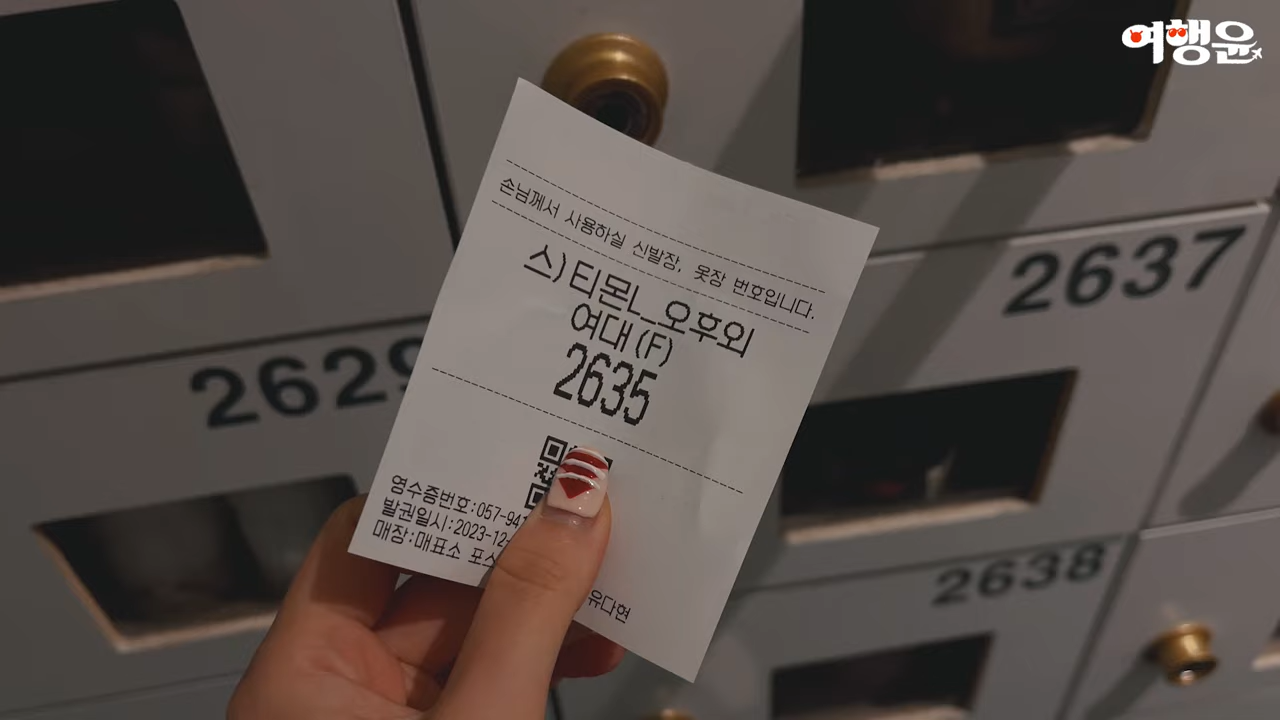 여행윤
손님께서 사용하실 신발장, 옷장 번호입니다.
스)티몬L_오후외
여대(F)
2635
영수증번호:057-941
발권일시:2023-12-
매장:매표소 포스
유다현
2629
2637
2638